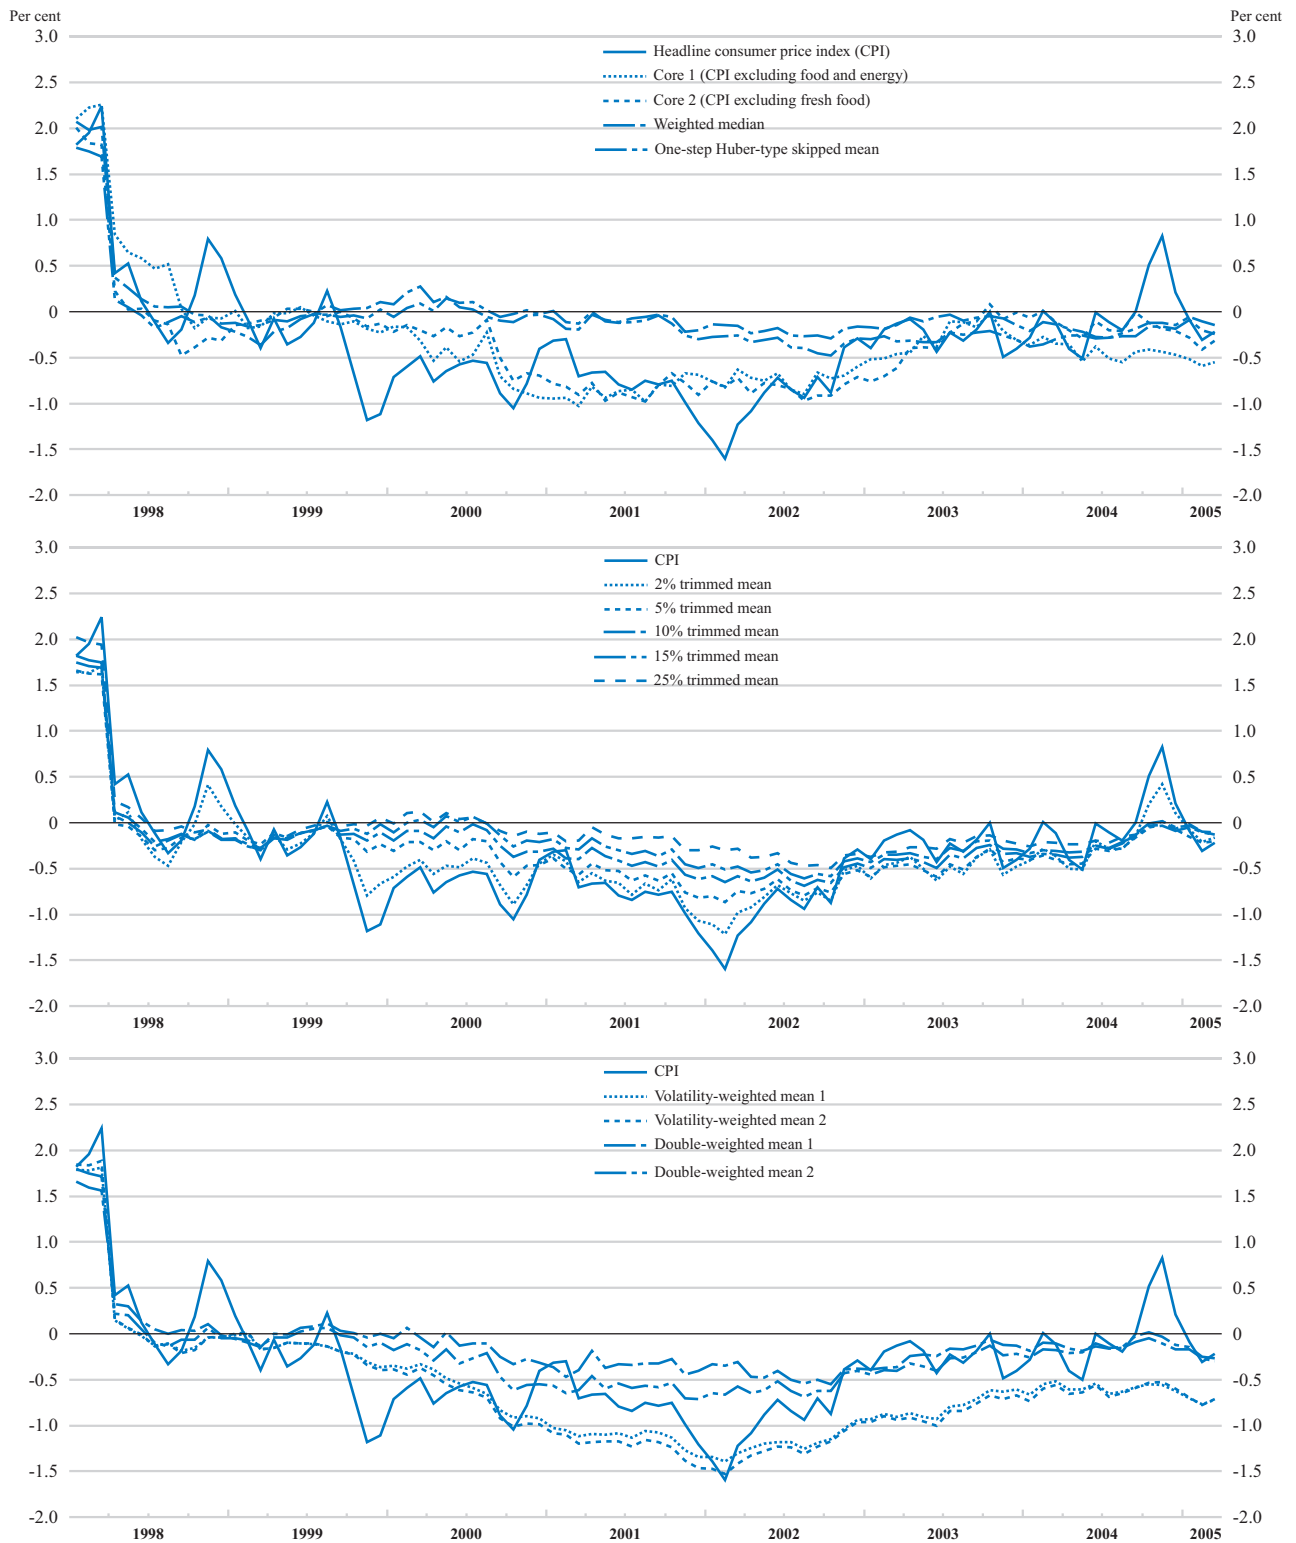 Per cent Per cent
3.0 3.0
Headline consumer price index (CPI)
2.5 2.5
Core 1 (CPI excluding food and energy)
Core 2 (CPI excluding fresh food)
2.0 2.0
Weighted median
One-step Huber-type skipped mean
1.5 1.5
1.0 1.0
0.5 0.5
0 0
-0.5 -0.5
-1.0 -1.0
-1.5 -1.5
-2.0 -2.0
1998 1999 2000 2001 2002 2003 2004 2005
3.0 3.0
CPI
2% trimmed mean
2.5 2.5
5% trimmed mean
10% trimmed mean
2.0 2.0
15% trimmed mean
25% trimmed mean
1.5 1.5
1.0 1.0
0.5 0.5
0 0
-0.5 -0.5
-1.0 -1.0
-1.5 -1.5
-2.0 -2.0
1998 1999 2000 2001 2002 2003 2004 2005
3.0 3.0
CPI
Volatility-weighted mean 1
2.5 2.5
Volatility-weighted mean 2
Double-weighted mean 1
2.0 2.0
Double-weighted mean 2
1.5 1.5
1.0 1.0
0.5 0.5
0 0
-0.5 -0.5
-1.0 -1.0
-1.5 -1.5
-2.0 -2.0
1998 1999 2000 2001 2002 2003 2004 2005